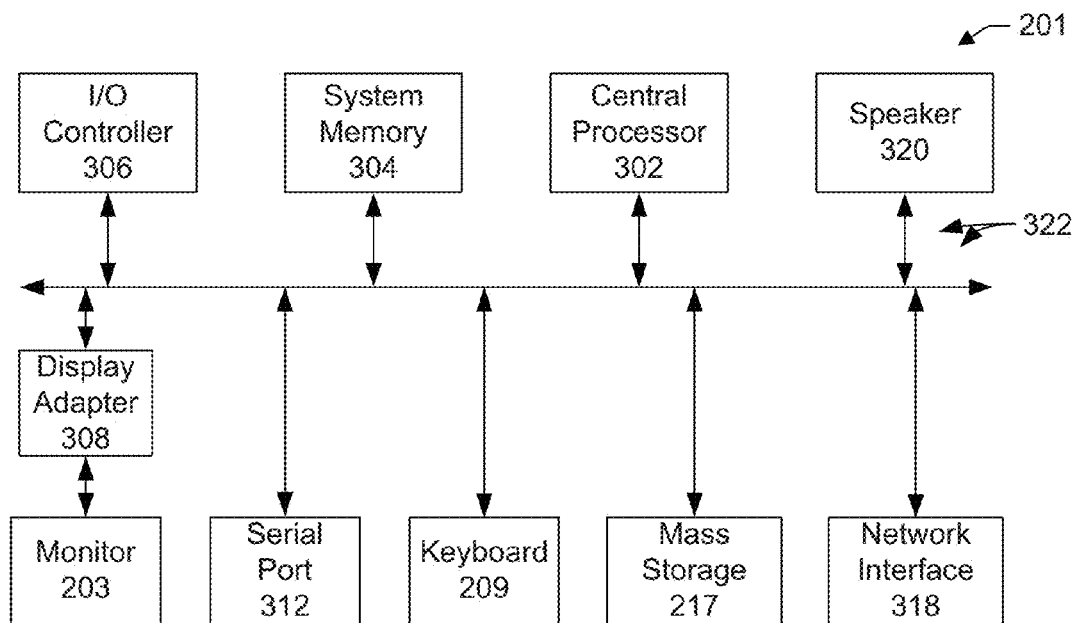 201
I/O
Controller
306
System
Memory
304
Central
Processor
302
Speaker
320
322
Display
Adapter
308
Monitor
203
Serial
Port
312
Keyboard
209
Mass
Storage
217
Network
Interface
318